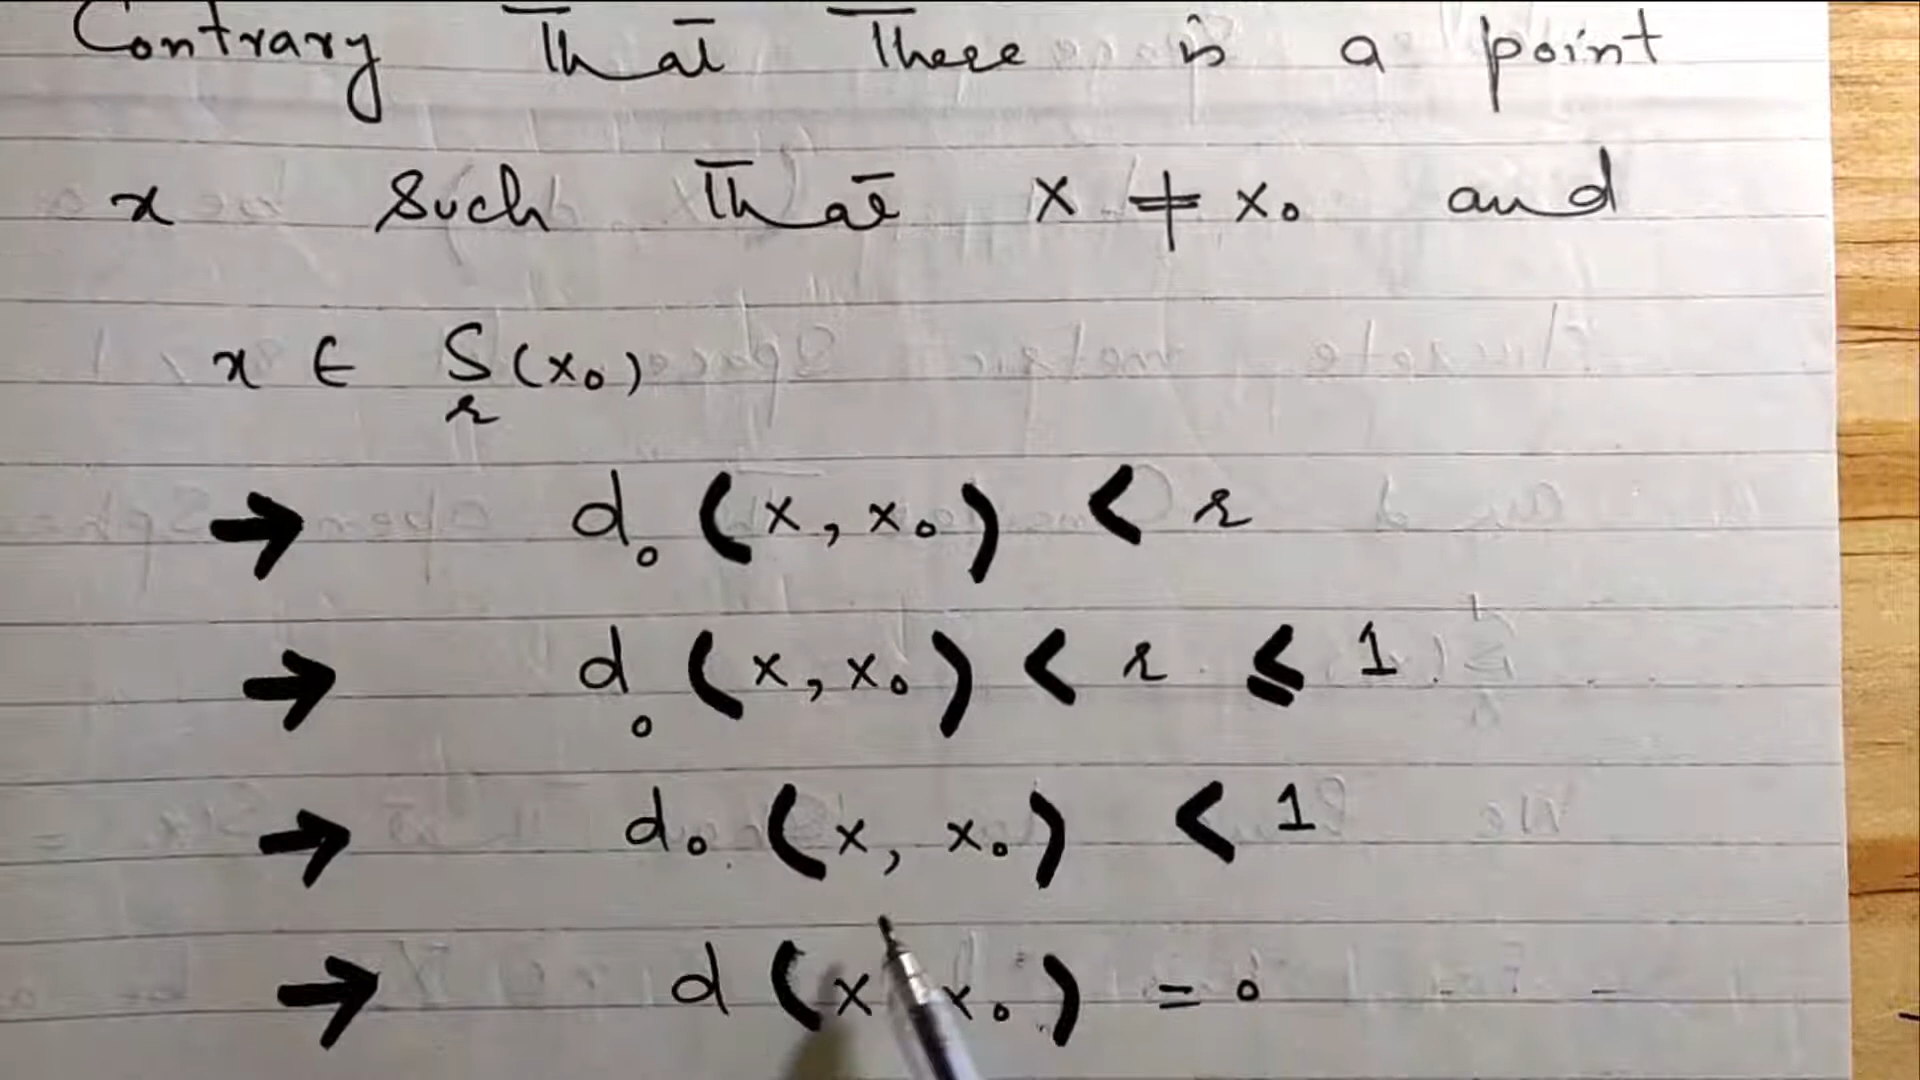 Contrary That There is a point
x such that x ≠ x₀ and
x ∈ Sᵣ(x₀)
→ d₀ (x, x₀) < r
→ d₀ (x, x₀) < r ≤ 1
→ d₀ (x, x₀) < 1
→ d (x x₀) = 0